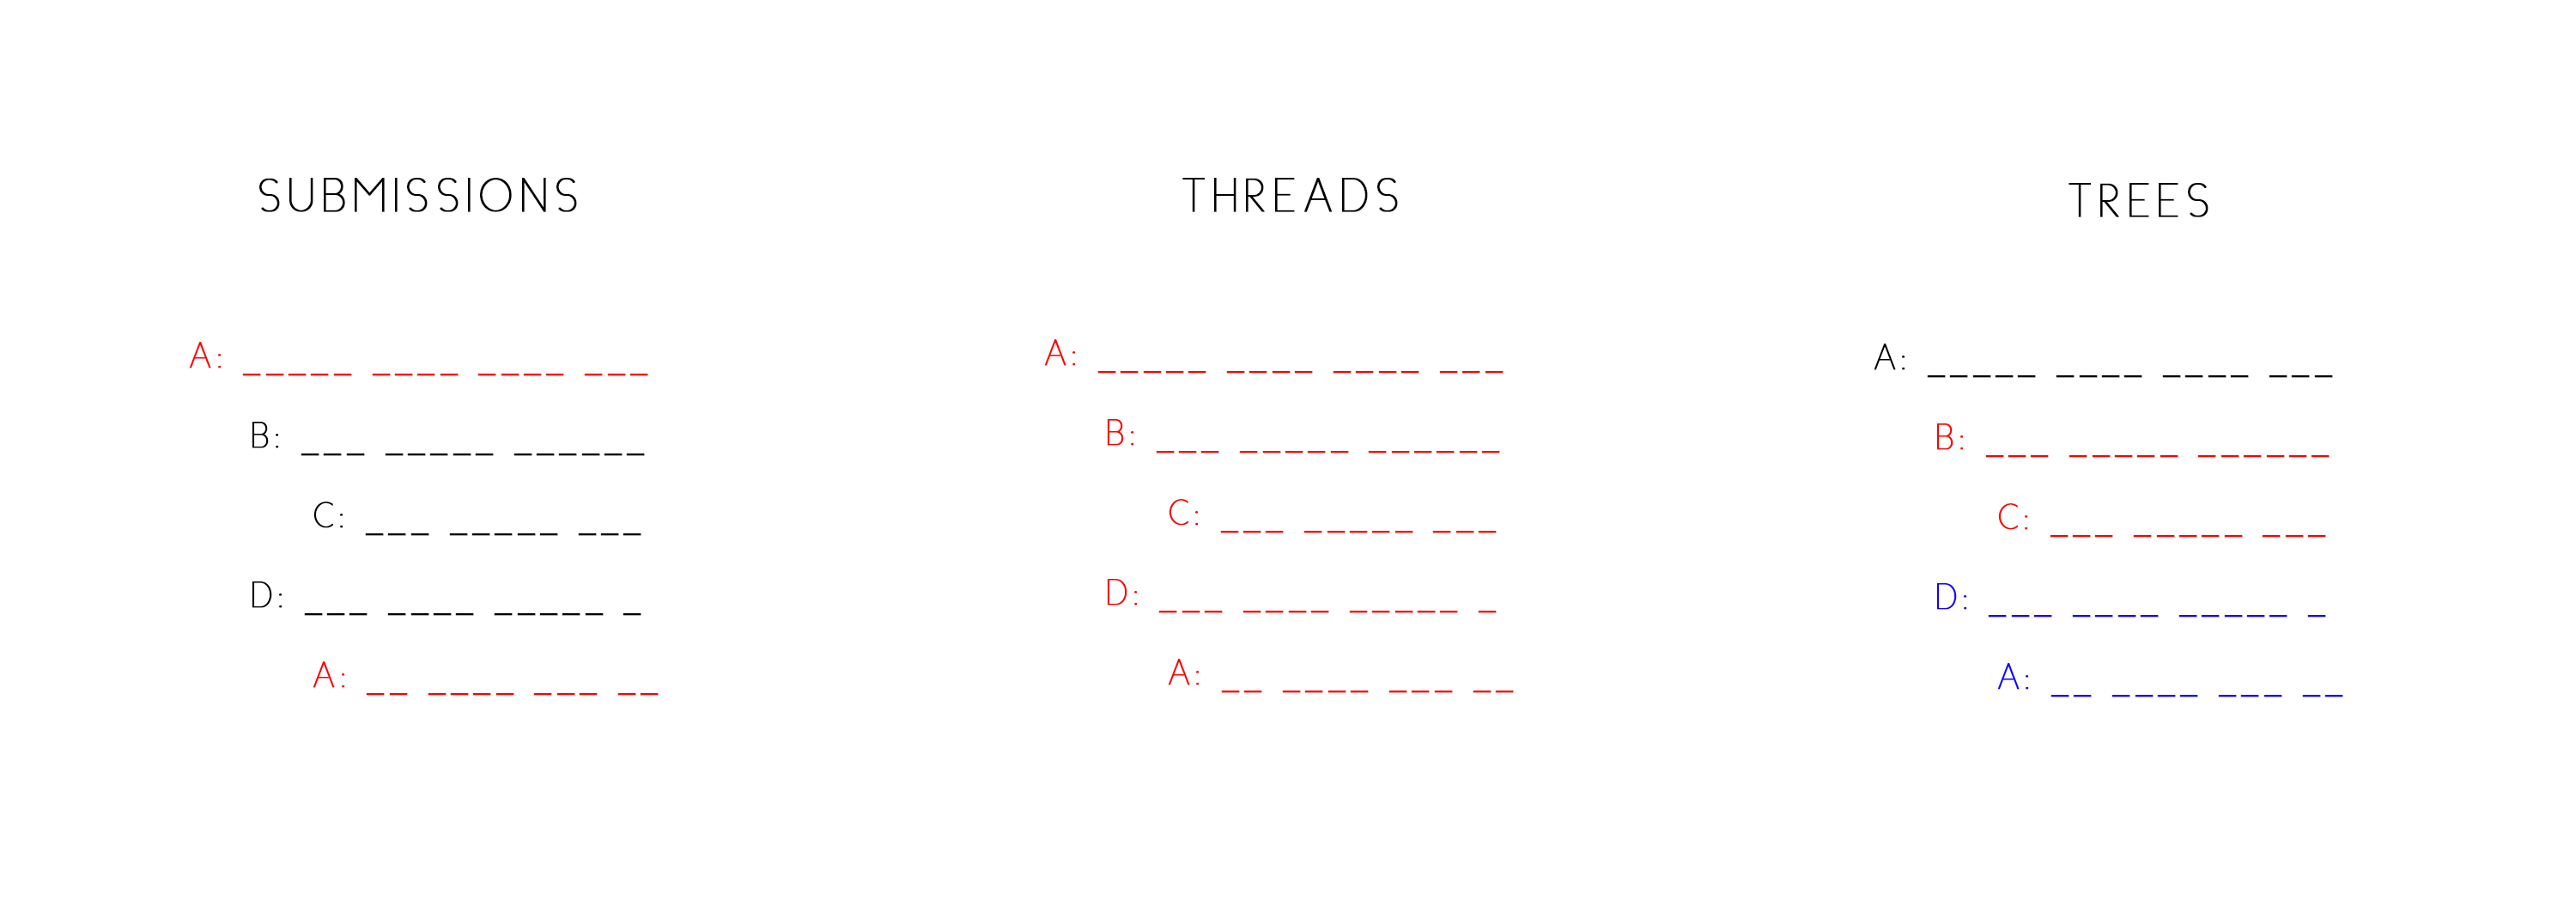 SUBMISSIONS
A: _____ ____ ____ ___
B: ___ _____ ______
C: ___ _____ ___
D: ___ ____ _____ _
A: __ ____ ___ __
THREADS
A: _____ ____ ____ ___
B: ___ _____ ______
C: ___ _____ ___
D: ___ ____ _____ _
A: __ ____ ___ __
TREES
A: _____ ____ ____ ___
B: ___ _____ ______
C: ___ _____ ___
D: ___ ____ _____ _
A: __ ____ ___ __